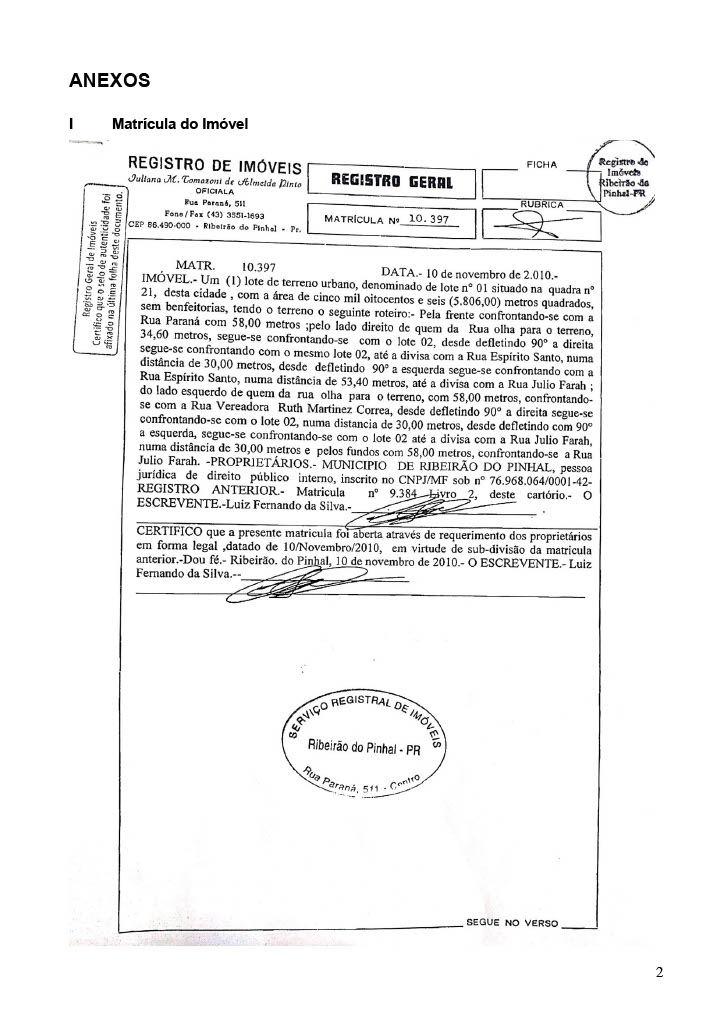 ANEXOS
I Matrícula do Imóvel
REGISTRO DE IMÓVEIS
Juliana M. Tomazoni de Almeida Pinto
OFICIALA
Rua Paraná, 511
Fone/Fax (43) 3551-1693
CEP 86.490-000 - Ribeirão do Pinhal - Pr.
REGISTRO GERAL
MATRÍCULA Nº 10.397
FICHA
RUBRICA
Registro de
Imóveis
Ribeirão do
Pinhal-PR
Registro Geral de Imóveis
Certifico que o selo de autenticidade foi
afixado na última folha deste documento.
MATR. 10.397 DATA.- 10 de novembro de 2.010.-
IMÓVEL.- Um (1) lote de terreno urbano, denominado de lote nº 01 situado na quadra nº
21, desta cidade , com a área de cinco mil oitocentos e seis (5.806,00) metros quadrados,
sem benfeitorias, tendo o terreno o seguinte roteiro:- Pela frente confrontando-se com a
Rua Paraná com 58,00 metros ;pelo lado direito de quem da Rua olha para o terreno,
34,60 metros, segue-se confrontando-se com o lote 02, desde defletindo 90º a direita
segue-se confrontando com o mesmo lote 02, até a divisa com a Rua Espírito Santo, numa
distância de 30,00 metros, desde defletindo 90º a esquerda segue-se confrontando com a
Rua Espírito Santo, numa distância de 53,40 metros, até a divisa com a Rua Julio Farah ;
do lado esquerdo de quem da rua olha para o terreno, com 58,00 metros, confrontando-
se com a Rua Vereadora Ruth Martinez Correa, desde defletindo 90º a direita segue-se
confrontando-se com o lote 02, numa distancia de 30,00 metros, desde defletindo com 90º
a esquerda, segue-se confrontando-se com o lote 02 até a divisa com a Rua Julio Farah,
numa distância de 30,00 metros e pelos fundos com 58,00 metros, confrontando-se a Rua
Julio Farah. -PROPRIETÁRIOS.- MUNICIPIO DE RIBEIRÃO DO PINHAL, pessoa
jurídica de direito público interno, inscrito no CNPJ/MF sob nº 76.968.064/0001-42-
REGISTRO ANTERIOR.- Matricula nº 9.384 Livro 2, deste cartório.- O
ESCREVENTE.-Luiz Fernando da Silva.-
CERTIFICO que a presente matricula foi aberta através de requerimento dos proprietários
em forma legal ,datado de 10/Novembro/2010, em virtude de sub-divisão da matricula
anterior.-Dou fé.- Ribeirão. do Pinhal, 10 de novembro de 2010.- O ESCREVENTE.- Luiz
Fernando da Silva.--
SERVIÇO REGISTRAL DE IMÓVEIS
Ribeirão do Pinhal - PR
Rua Paraná, 511 - Centro
SEGUE NO VERSO
2